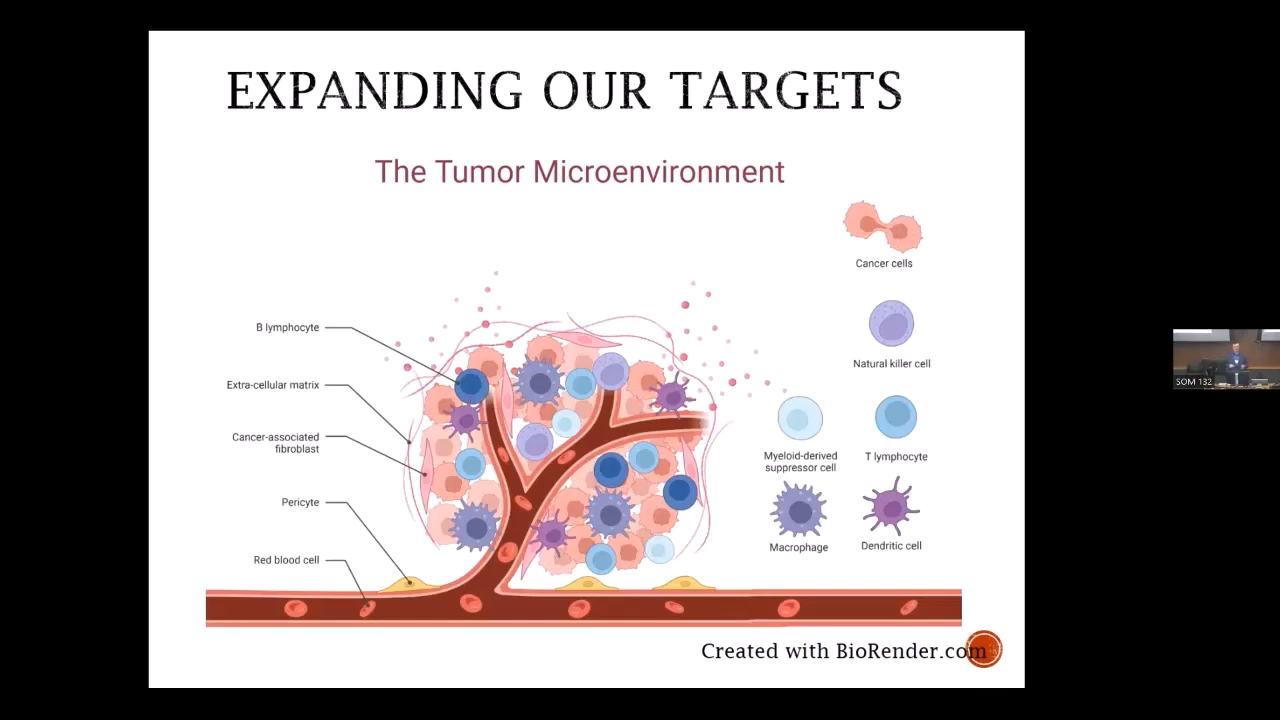 EXPANDING OUR TARGETS
The Tumor Microenvironment
Cancer cells
Natural killer cell
B lymphocyte
Extra-cellular matrix
Cancer-associated
fibroblast
Pericyte
Red blood cell
Myeloid-derived
suppressor cell
T lymphocyte
Macrophage
Dendritic cell
Created with BioRender.com
SOM 132